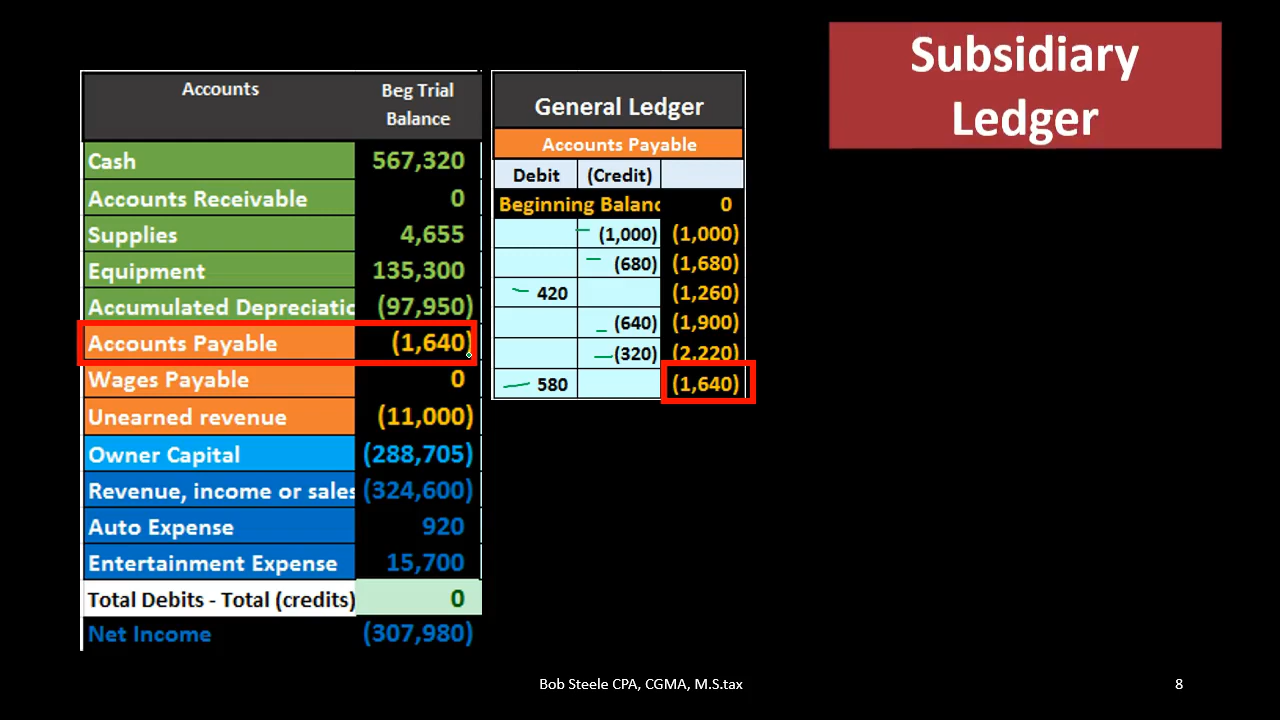 Subsidiary
Ledger
Accounts Beg Trial
Balance
Cash 567,320
Accounts Receivable 0
Supplies 4,655
Equipment 135,300
Accumulated Depreciatic (97,950)
Accounts Payable (1,640)
Wages Payable 0
Unearned revenue (11,000)
Owner Capital (288,705)
Revenue, income or sales (324,600)
Auto Expense 920
Entertainment Expense 15,700
Total Debits - Total (credits) 0
Net Income (307,980)
General Ledger
Accounts Payable
Debit (Credit)
Beginning Balanc 0
(1,000) (1,000)
(680) (1,680)
420 (1,260)
(640) (1,900)
(320) (2,220)
580 (1,640)
Bob Steele CPA, CGMA, M.S.tax 8